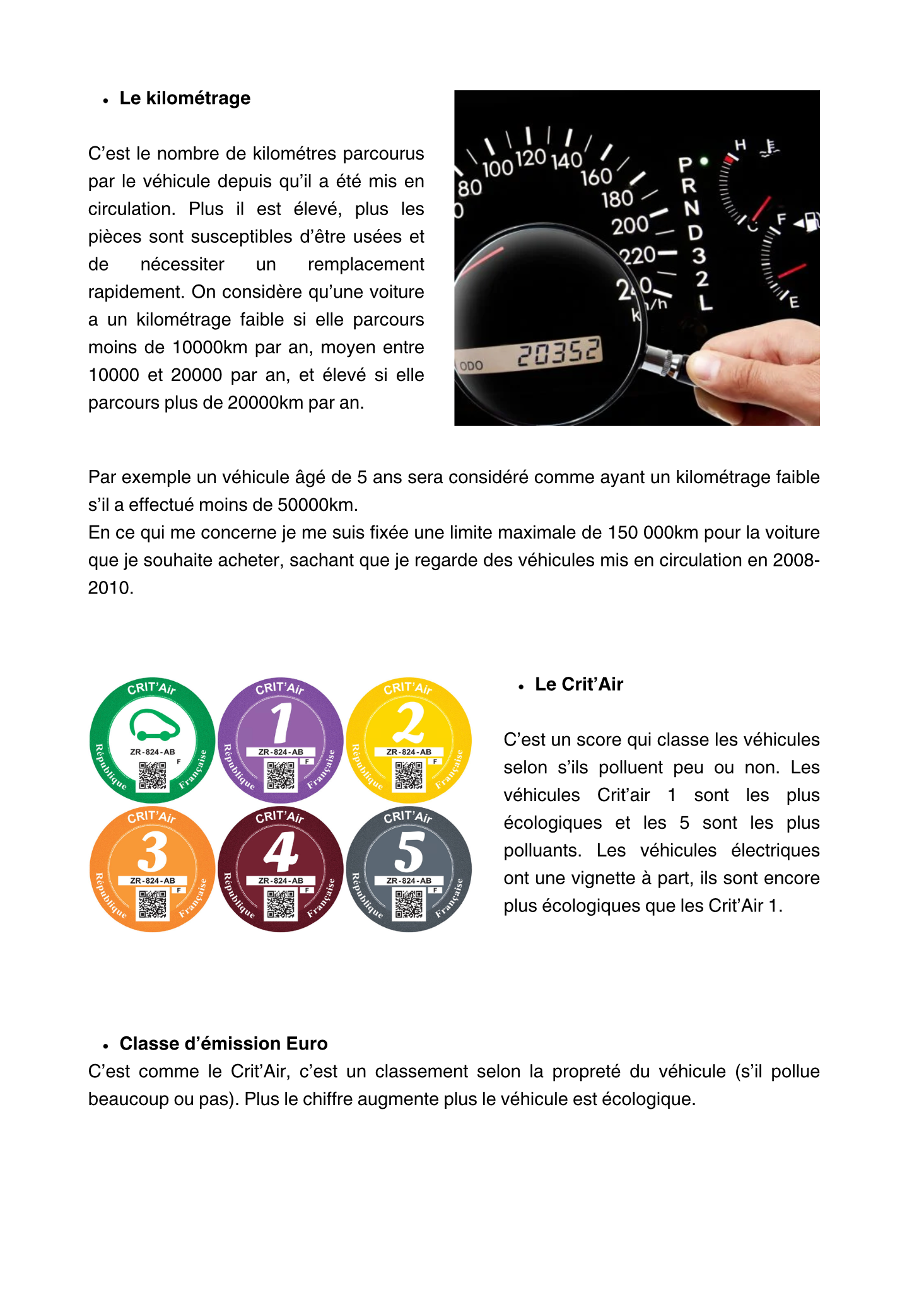 • Le kilométrage
C’est le nombre de kilométres parcourus
par le véhicule depuis qu’il a été mis en
circulation. Plus il est élevé, plus les
pièces sont susceptibles d’être usées et
de nécessiter un remplacement
rapidement. On considère qu’une voiture
a un kilométrage faible si elle parcours
moins de 10000km par an, moyen entre
10000 et 20000 par an, et élevé si elle
parcours plus de 20000km par an.
80 100 120 140 160 180 200 220 240
km/h
ODO 20352
P
R
N
D
3
2
L
H
C
F
E
Par exemple un véhicule âgé de 5 ans sera considéré comme ayant un kilométrage faible
s’il a effectué moins de 50000km.
En ce qui me concerne je me suis fixée une limite maximale de 150 000km pour la voiture
que je souhaite acheter, sachant que je regarde des véhicules mis en circulation en 2008-
2010.
CRIT’Air
ZR-824-AB
F
République Française
CRIT’Air
1
ZR-824-AB
F
République Française
CRIT’Air
2
ZR-824-AB
F
République Française
CRIT’Air
3
ZR-824-AB
F
République Française
CRIT’Air
4
ZR-824-AB
F
République Française
CRIT’Air
5
ZR-824-AB
F
République Française
• Le Crit’Air
C’est un score qui classe les véhicules
selon s’ils polluent peu ou non. Les
véhicules Crit’air 1 sont les plus
écologiques et les 5 sont les plus
polluants. Les véhicules électriques
ont une vignette à part, ils sont encore
plus écologiques que les Crit’Air 1.
• Classe d’émission Euro
C’est comme le Crit’Air, c’est un classement selon la propreté du véhicule (s’il pollue
beaucoup ou pas). Plus le chiffre augmente plus le véhicule est écologique.